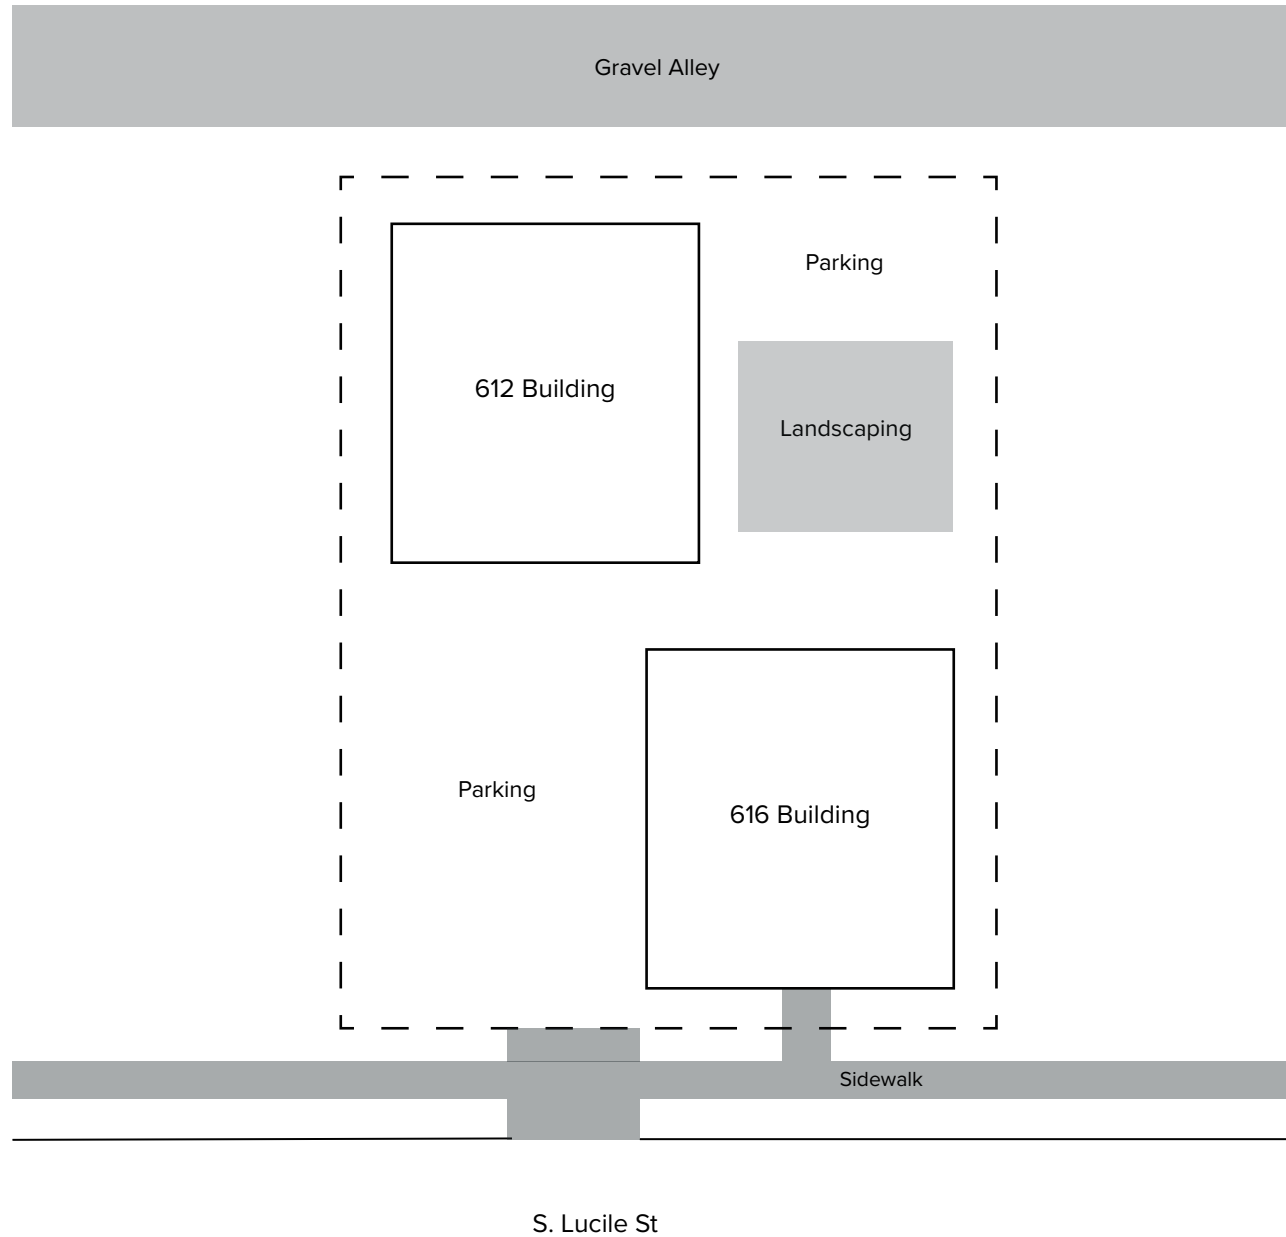 Gravel Alley
Parking
612 Building
Landscaping
Parking
616 Building
Sidewalk
S. Lucile St